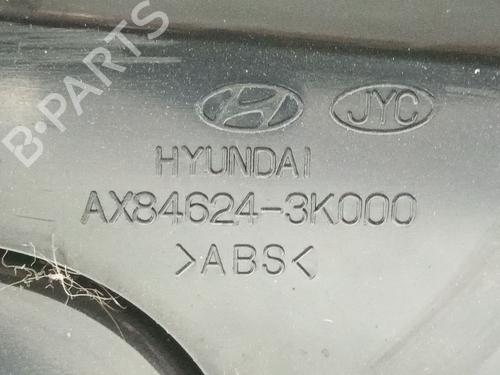 B-PARTS
JYC
HYUNDAI
AX84624-3K000
>ABS<